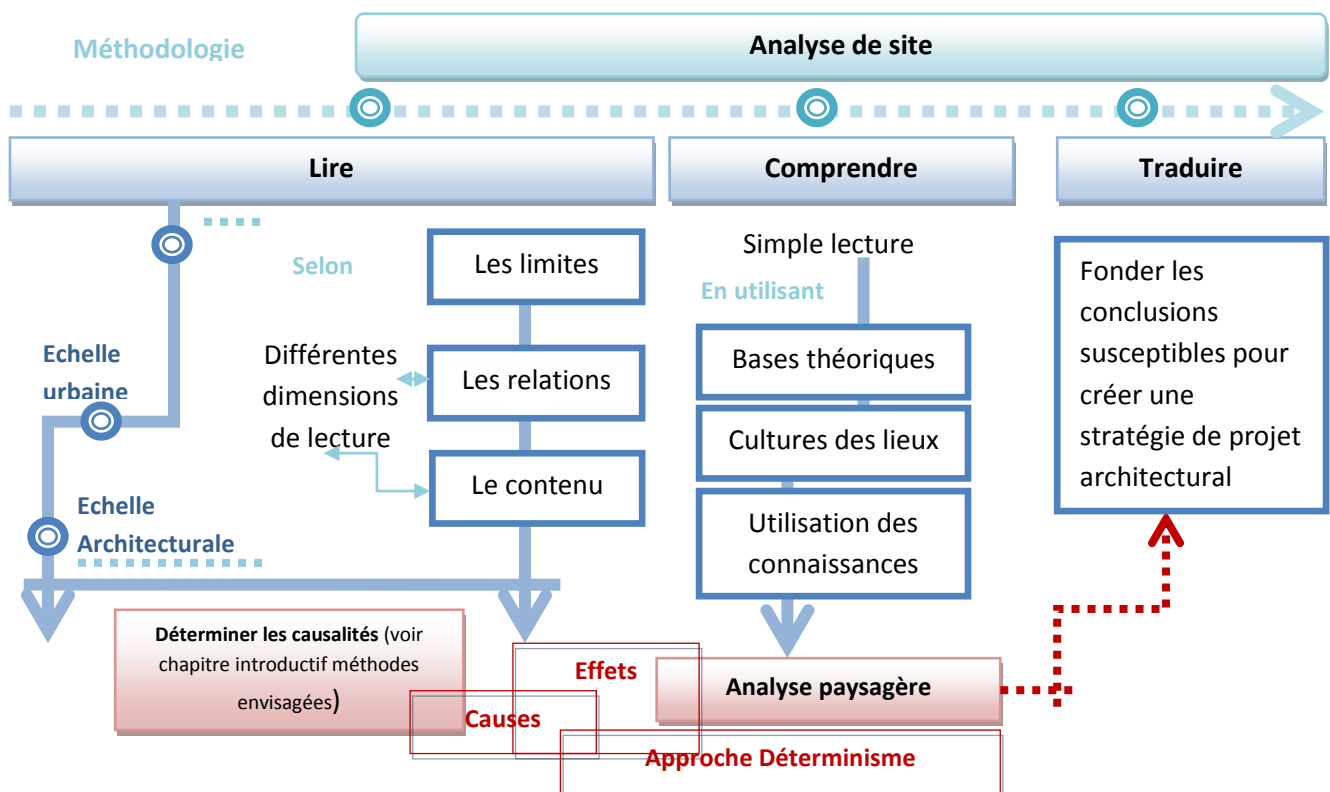 Méthodologie
Analyse de site
Lire
Comprendre
Traduire
Selon
Echelle
urbaine
Echelle
Architecturale
Différentes
dimensions
de lecture
Les limites
Les relations
Le contenu
Simple lecture
En utilisant
Bases théoriques
Cultures des lieux
Utilisation des
connaissances
Fonder les
conclusions
susceptibles pour
créer une
stratégie de projet
architectural
Déterminer les causalités (voir
chapitre introductif méthodes
envisagées)
Effets
Causes
Analyse paysagère
Approche Déterminisme